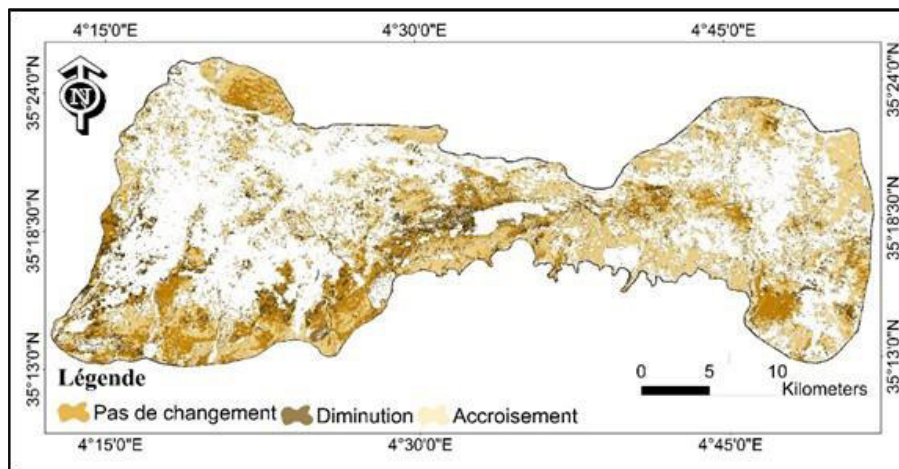 4°15'0"E 4°30'0"E 4°45'0"E
N
35°24'0"N 35°24'0"N
35°18'30"N 35°18'30"N
35°13'0"N 35°13'0"N
0 5 10
Kilometers
Légende
Pas de changement Diminution Accroisement
4°15'0"E 4°30'0"E 4°45'0"E